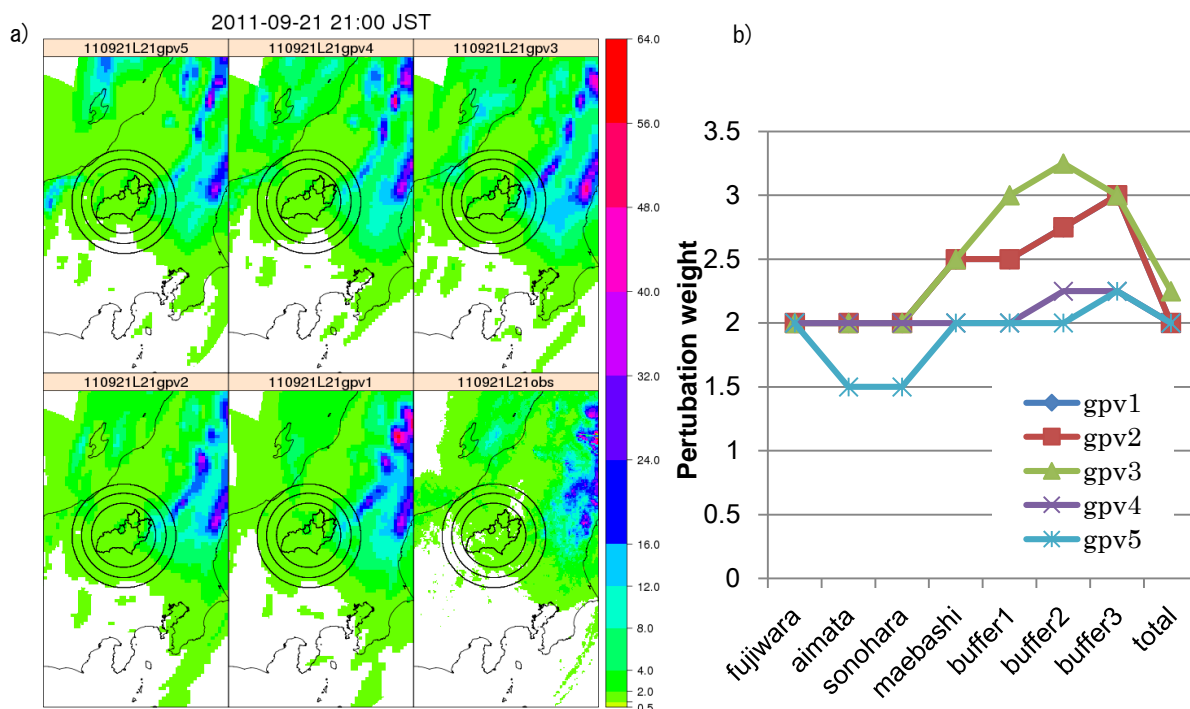 a)
2011-09-21 21:00 JST
110921L21gpv5
110921L21gpv4
110921L21gpv3
110921L21gpv2
110921L21gpv1
110921L21obs
64.0
56.0
48.0
40.0
32.0
24.0
16.0
12.0
8.0
4.0
2.0
0.5
b)
Pertubation weight
3.5
3
2.5
2
1.5
1
0.5
0
gpv1
gpv2
gpv3
gpv4
gpv5
fujiwara
aimata
sonohara
maebashi
buffer1
buffer2
buffer3
total